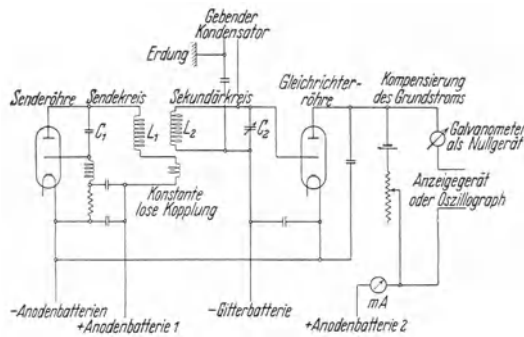 Gebender
Kondensator
Erdung
Gleichrichter-
röhre
Kompensierung
des Grundstroms
Senderöhre
Sendekreis
Sekundärkreis
C1
L1
L2
C2
Galvanometer
als Nullgerät
Konstante
lose Kopplung
Anzeigegerät
oder Oszillograph
mA
-Anodenbatterien
+Anodenbatterie 1
-Gitterbatterie
+Anodenbatterie 2